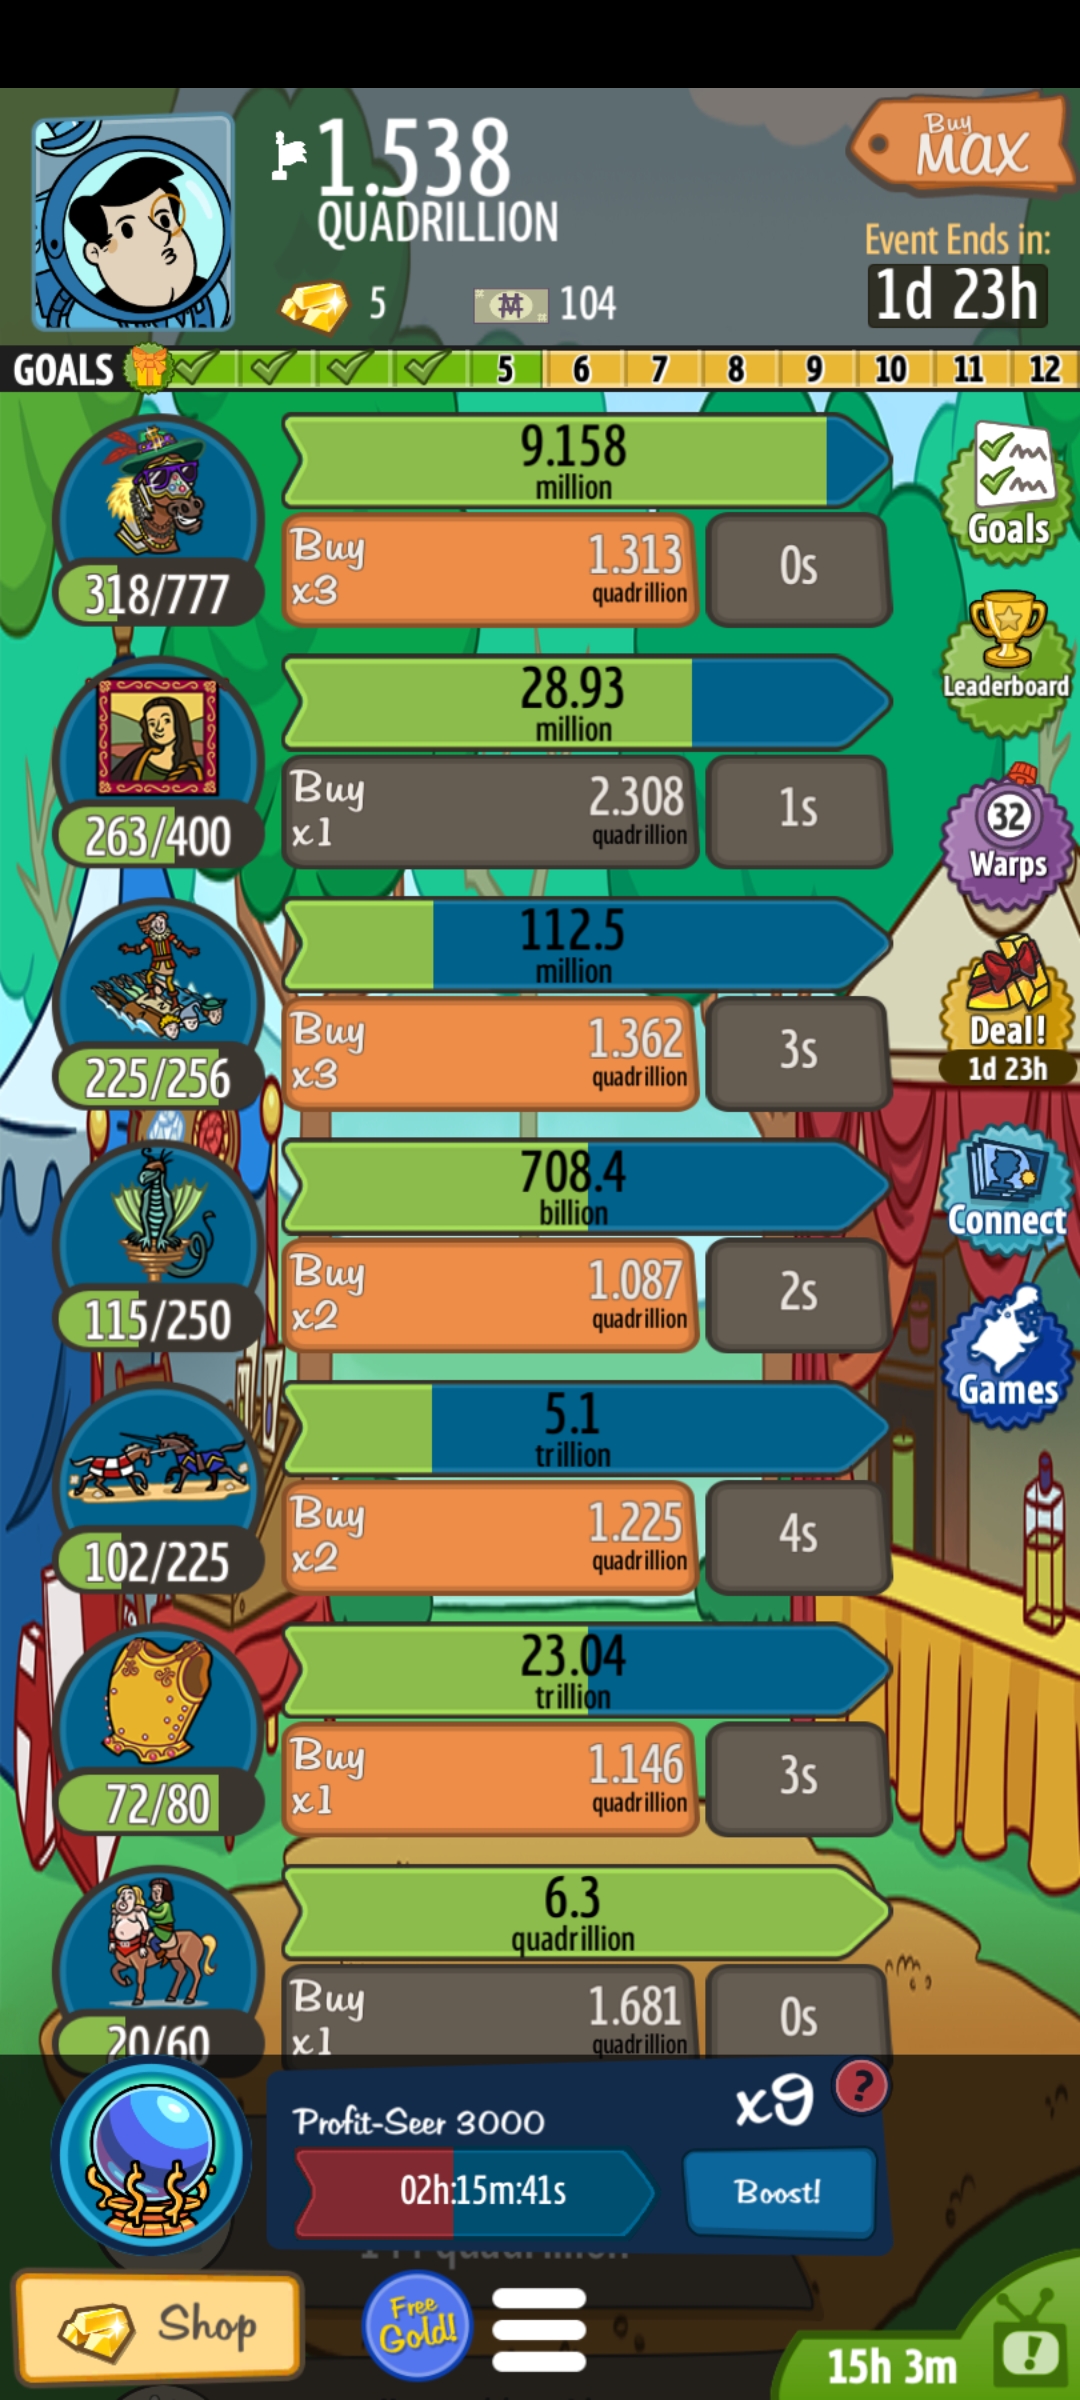 1.538
QUADRILLION
Buy
MAX
Event Ends in:
1d 23h
5
104
GOALS 5 6 7 8 9 10 11 12
9.158
million
Buy
x3
1.313
quadrillion
0s
318/777
Goals
28.93
million
Buy
x1
2.308
quadrillion
1s
263/400
Leaderboard
32
Warps
112.5
million
Buy
x3
1.362
quadrillion
3s
225/256
Deal!
1d 23h
708.4
billion
Buy
x2
1.087
quadrillion
2s
115/250
Connect
5.1
trillion
Buy
x2
1.225
quadrillion
4s
102/225
Games
23.04
trillion
Buy
x1
1.146
quadrillion
3s
72/80
6.3
quadrillion
Buy
x1
1.681
quadrillion
0s
20/60
Profit-Seer 3000
x9
?
02h:15m:41s
Boost!
Shop
Free
Gold!
15h 3m
!